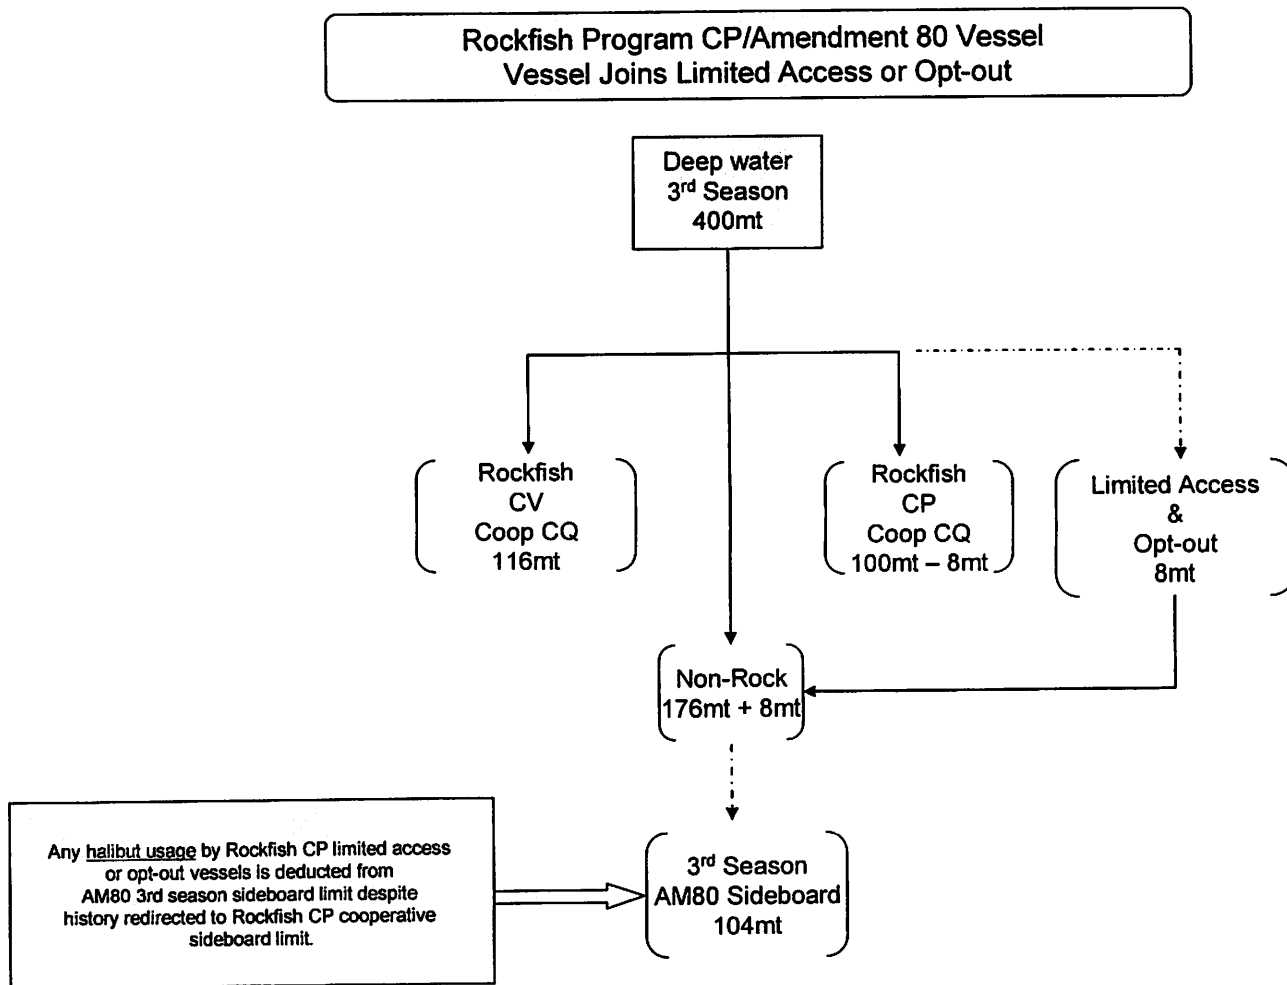 Rockfish Program CP/Amendment 80 Vessel
Vessel Joins Limited Access or Opt-out
Deep water
3rd Season
400mt
Rockfish
CV
Coop CQ
116mt
Rockfish
CP
Coop CQ
100mt – 8mt
Limited Access
&
Opt-out
8mt
Non-Rock
176mt + 8mt
Any halibut usage by Rockfish CP limited access
or opt-out vessels is deducted from
AM80 3rd season sideboard limit despite
history redirected to Rockfish CP cooperative
sideboard limit.
3rd Season
AM80 Sideboard
104mt